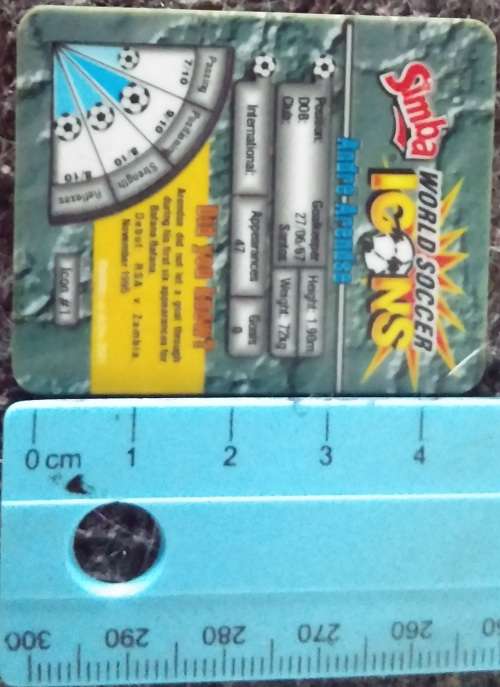 Simba
WORLD SOCCER
ICONS
Andre Arendse
Position: Goalkeeper Height: 1.90m
DOB: 27/06/67 Weight: 72kg
Club: Santos
International: Appearances Goals
47 0
Did you know?
Arendse did not let a goal through
during his first six appearances for
Bafana Bafana.
Debut: RSA v. Zambia,
November 1995
Passing
7:10
Positioning
9:10
Strength
8:10
Reflexes
8:10
Icon #1
0 cm 1 2 3 4
300 290 280 270 260